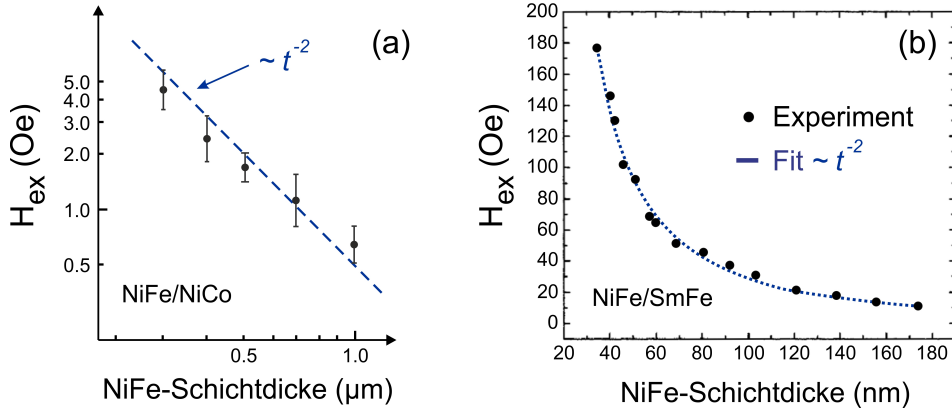 (a)
~ t⁻²
5.0
4.0
3.0
2.0
1.0
0.5
Hex (Oe)
NiFe/NiCo
0.5
1.0
NiFe-Schichtdicke (µm)
(b)
200
180
160
140
120
100
80
60
40
20
0
Hex (Oe)
Experiment
Fit ~ t⁻²
NiFe/SmFe
20 40 60 80 100 120 140 160 180
NiFe-Schichtdicke (nm)